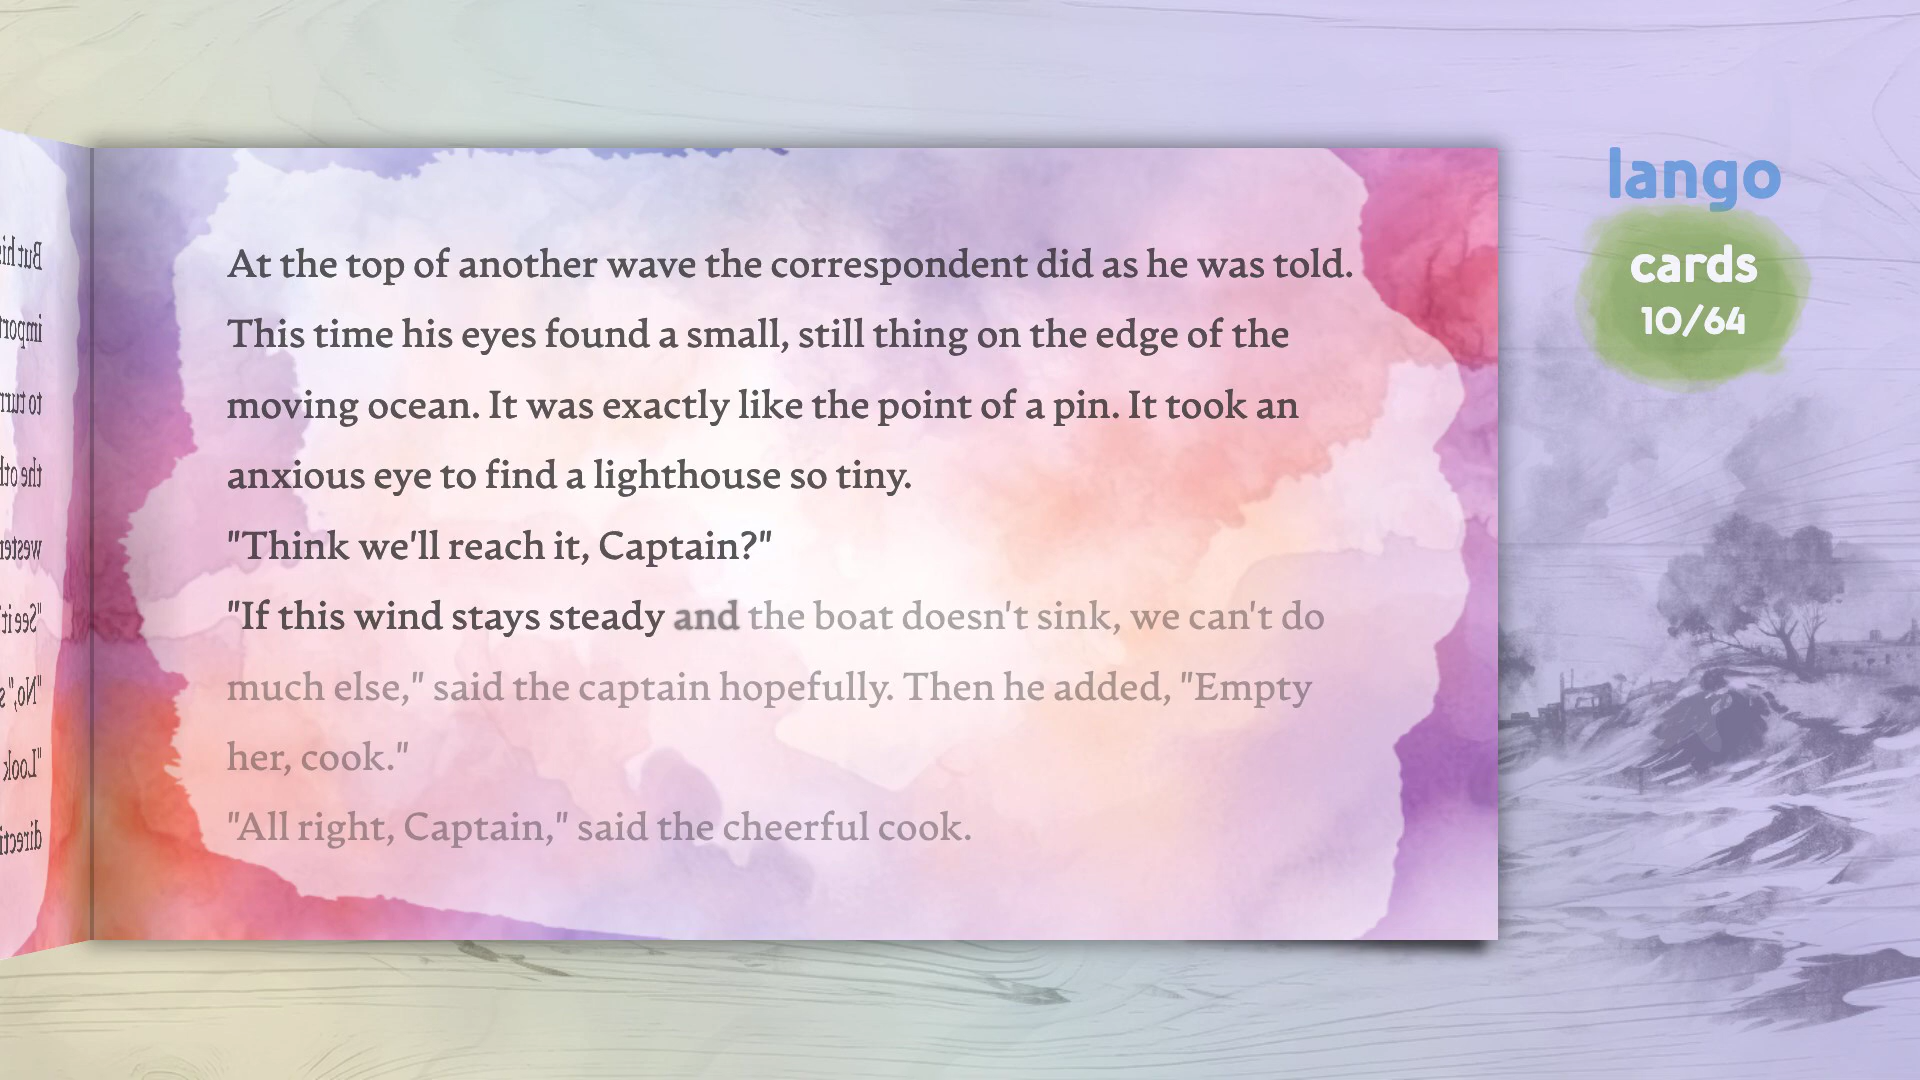 At the top of another wave the correspondent did as he was told.
This time his eyes found a small, still thing on the edge of the
moving ocean. It was exactly like the point of a pin. It took an
anxious eye to find a lighthouse so tiny.
"Think we'll reach it, Captain?"
"If this wind stays steady and the boat doesn't sink, we can't do
much else," said the captain hopefully. Then he added, "Empty
her, cook."
"All right, Captain," said the cheerful cook.
lango
cards
10/64